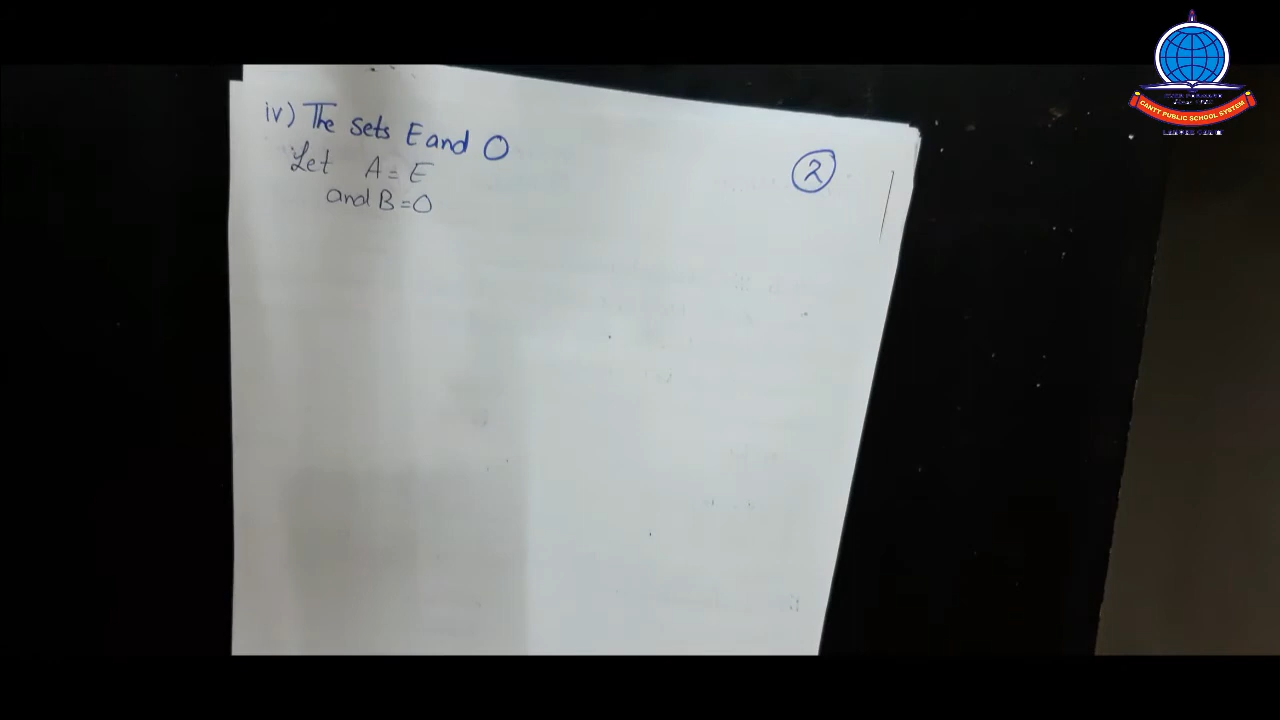 iv) The sets E and O
Let A = E
and B = O
2
CANTT PUBLIC SCHOOL SYSTEM